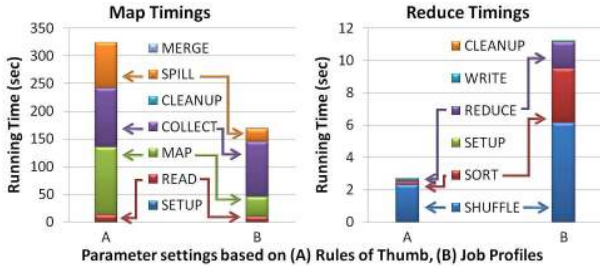 Map Timings
Running Time (sec)
350
300
250
200
150
100
50
0
MERGE
SPILL
CLEANUP
COLLECT
MAP
READ
SETUP
A
B
Reduce Timings
Running Time (sec)
12
10
8
6
4
2
0
CLEANUP
WRITE
REDUCE
SETUP
SORT
SHUFFLE
A
B
Parameter settings based on (A) Rules of Thumb, (B) Job Profiles